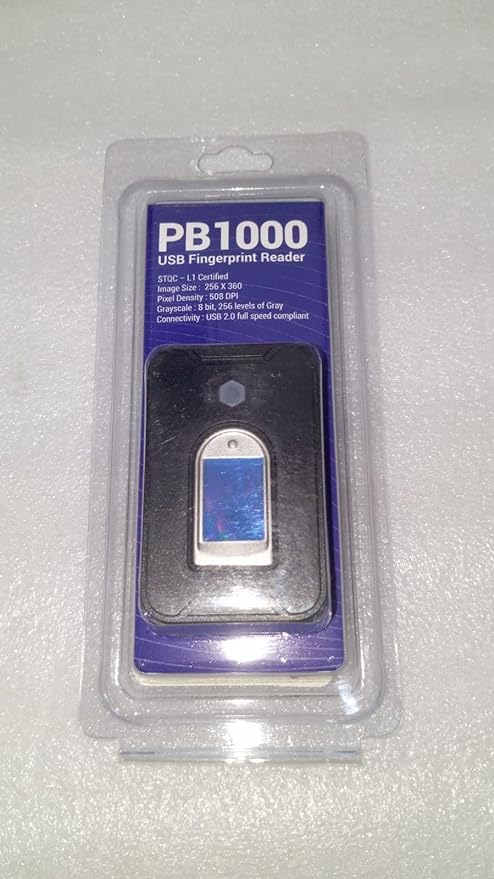 PB1000
USB Fingerprint Reader
STQC – L1 Certified
Image Size : 256 X 360
Pixel Density : 508 DPI
Grayscale : 8 bit, 256 levels of Gray
Connectivity : USB 2.0 full speed compliant